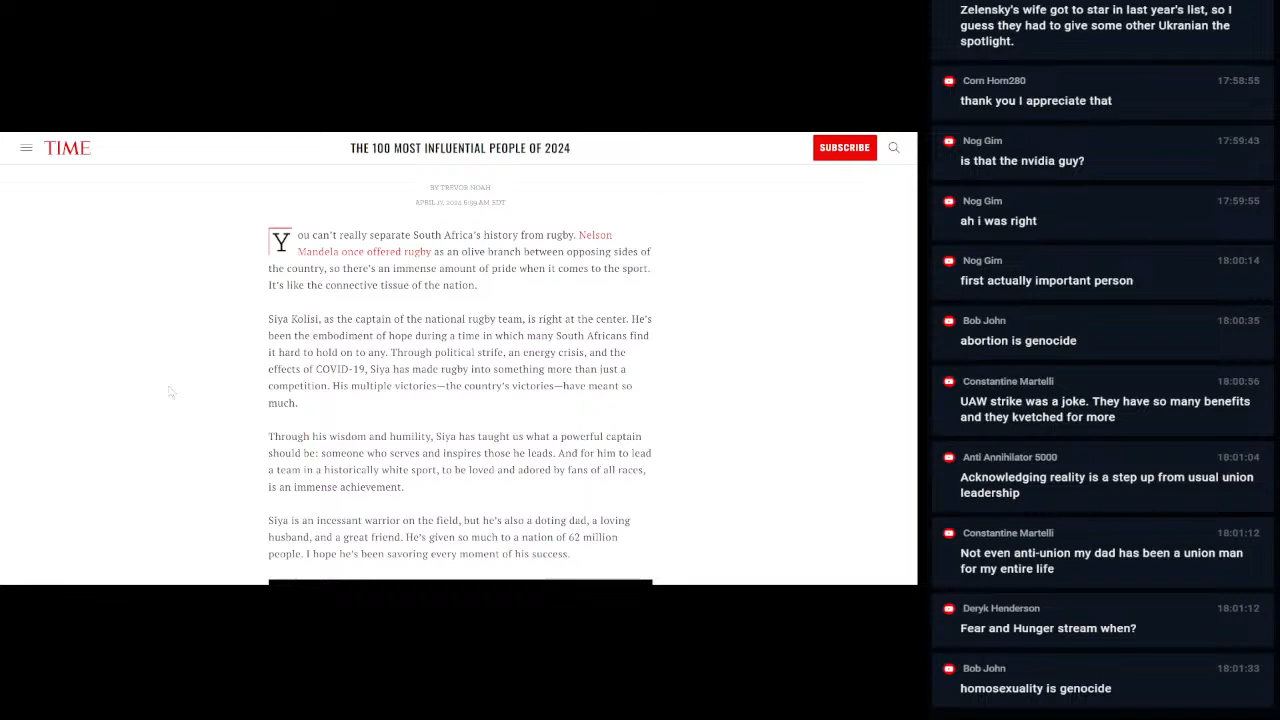 TIME
THE 100 MOST INFLUENTIAL PEOPLE OF 2024
SUBSCRIBE
BY TREVOR NOAH
APRIL 17, 2024 6:59 AM EDT
You can't really separate South Africa's history from rugby. Nelson
Mandela once offered rugby as an olive branch between opposing sides of
the country, so there's an immense amount of pride when it comes to the sport.
It's like the connective tissue of the nation.
Siya Kolisi, as the captain of the national rugby team, is right at the center. He's
been the embodiment of hope during a time in which many South Africans find
it hard to hold on to any. Through political strife, an energy crisis, and the
effects of COVID-19, Siya has made rugby into something more than just a
competition. His multiple victories—the country's victories—have meant so
much.
Through his wisdom and humility, Siya has taught us what a powerful captain
should be: someone who serves and inspires those he leads. And for him to lead
a team in a historically white sport, to be loved and adored by fans of all races,
is an immense achievement.
Siya is an incessant warrior on the field, but he's also a doting dad, a loving
husband, and a great friend. He's given so much to a nation of 62 million
people. I hope he's been savoring every moment of his success.
Zelensky's wife got to star in last year's list, so I
guess they had to give some other Ukranian the
spotlight.
Corn Horn280 17:58:55
thank you I appreciate that
Nog Gim 17:59:43
is that the nvidia guy?
Nog Gim 17:59:55
ah i was right
Nog Gim 18:00:14
first actually important person
Bob John 18:00:35
abortion is genocide
Constantine Martelli 18:00:56
UAW strike was a joke. They have so many benefits
and they kvetched for more
Anti Annihilator 5000 18:01:04
Acknowledging reality is a step up from usual union
leadership
Constantine Martelli 18:01:12
Not even anti-union my dad has been a union man
for my entire life
Deryk Henderson 18:01:12
Fear and Hunger stream when?
Bob John 18:01:33
homosexuality is genocide